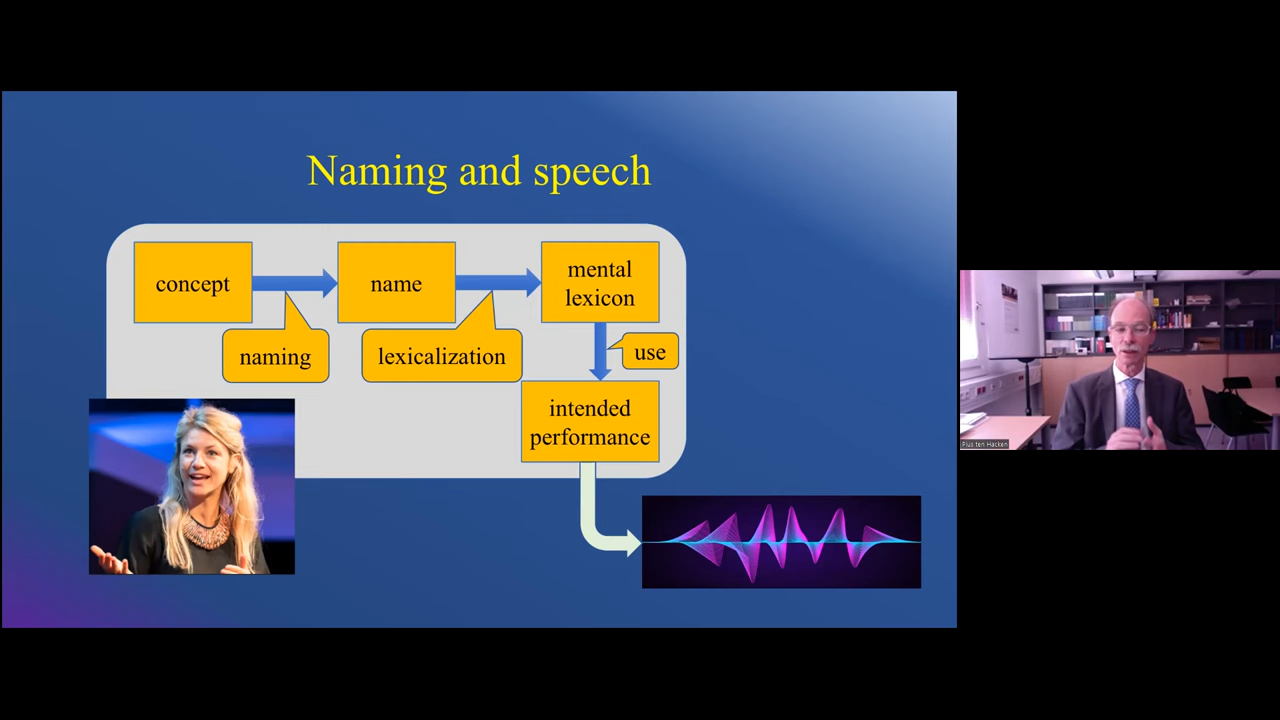 Naming and speech
concept
name
mental
lexicon
naming
lexicalization
use
intended
performance
Pius ten Hacken